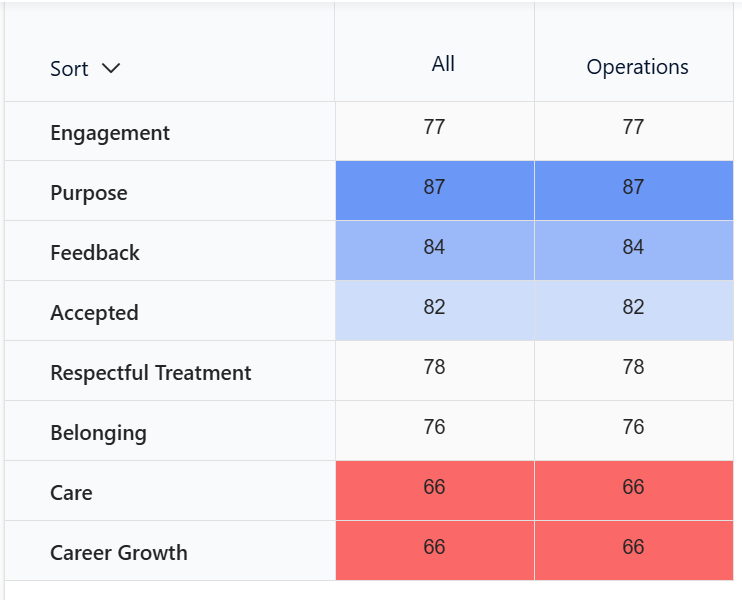 Sort All Operations
Engagement 77 77
Purpose 87 87
Feedback 84 84
Accepted 82 82
Respectful Treatment 78 78
Belonging 76 76
Care 66 66
Career Growth 66 66